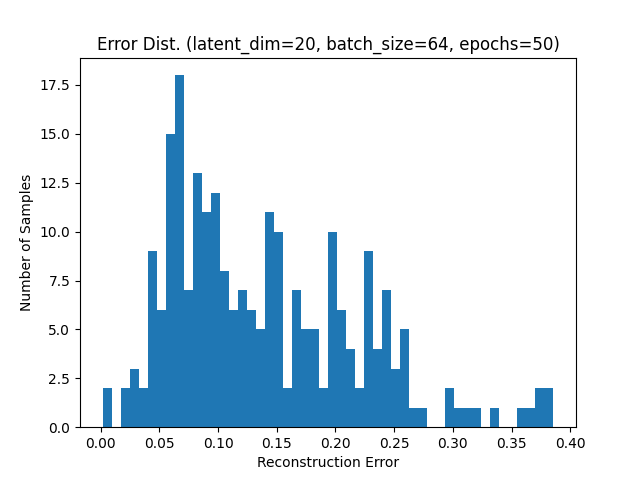 Error Dist. (latent_dim=20, batch_size=64, epochs=50)
17.5
15.0
12.5
10.0
7.5
5.0
2.5
0.0
Number of Samples
0.00 0.05 0.10 0.15 0.20 0.25 0.30 0.35 0.40
Reconstruction Error